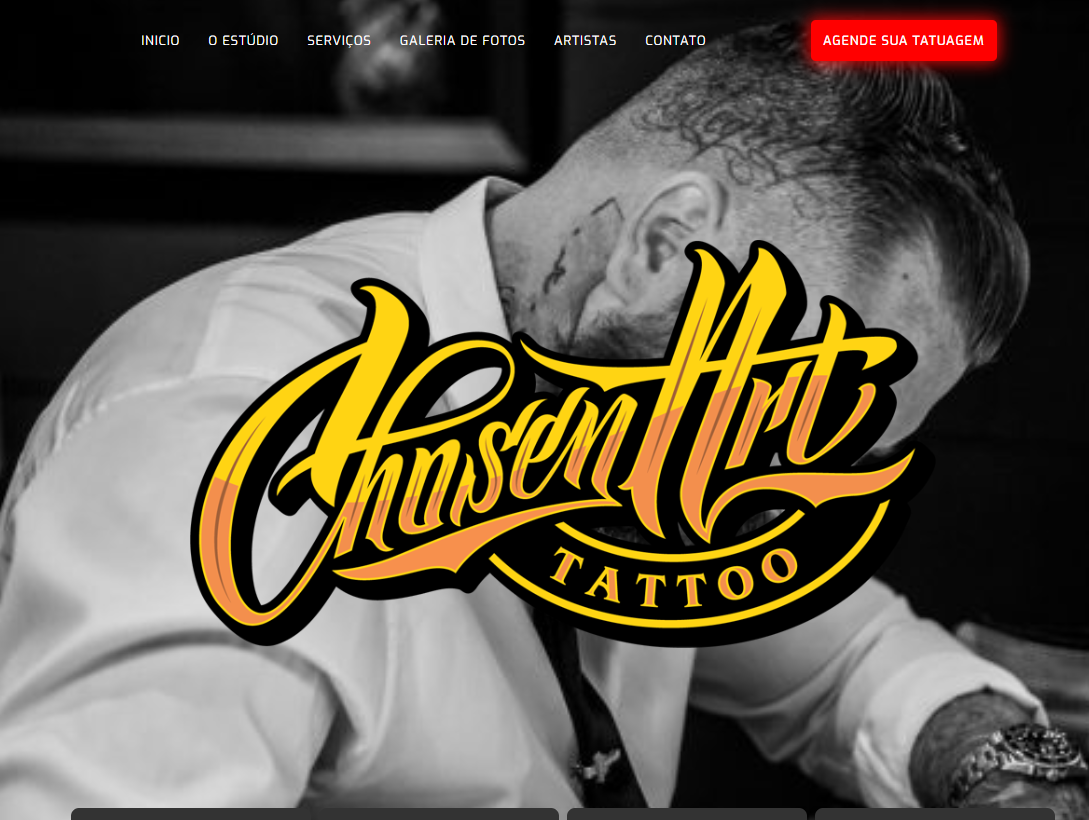 INICIO O ESTÚDIO SERVIÇOS GALERIA DE FOTOS ARTISTAS CONTATO AGENDE SUA TATUAGEM
Chosen Art
TATTOO